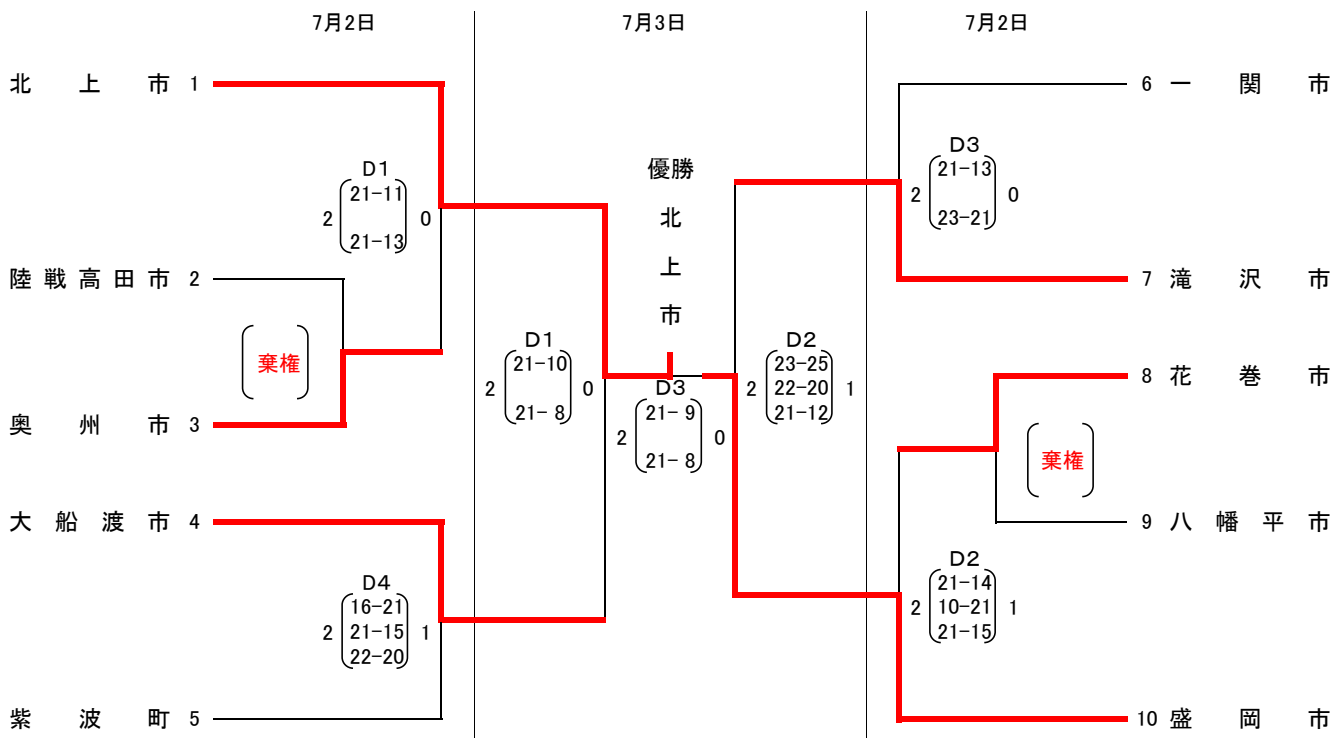 7月2日 7月3日 7月2日
北上市 1
6 一関市
D1
21-11
2 0
21-13
優勝
北上市
D3
21-13
2 0
23-21
陸戦高田市 2
7 滝沢市
棄権
D1
21-10
2 0
21- 8
D2
23-25
2 22-20 1
21-12
8 花巻市
奥州市 3
D3
21- 9
2 0
21- 8
棄権
大船渡市 4
9 八幡平市
D4
16-21
2 21-15 1
22-20
D2
21-14
2 10-21 1
21-15
紫波町 5
10 盛岡市